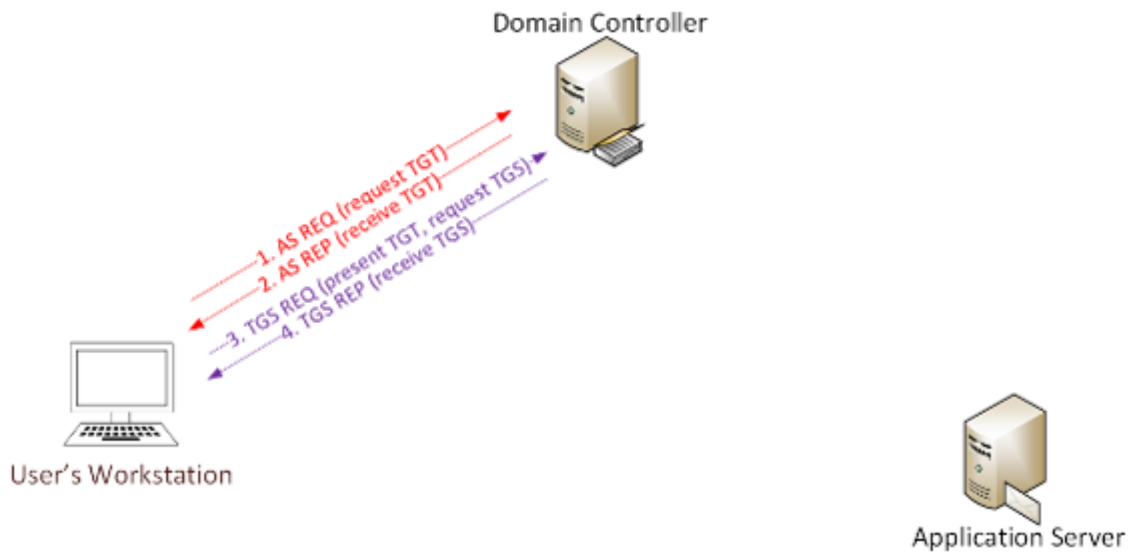 Domain Controller
1. AS REQ (request TGT)
2. AS REP (receive TGT)
3. TGS REQ (present TGT, request TGS)
4. TGS REP (receive TGS)
User's Workstation
Application Server